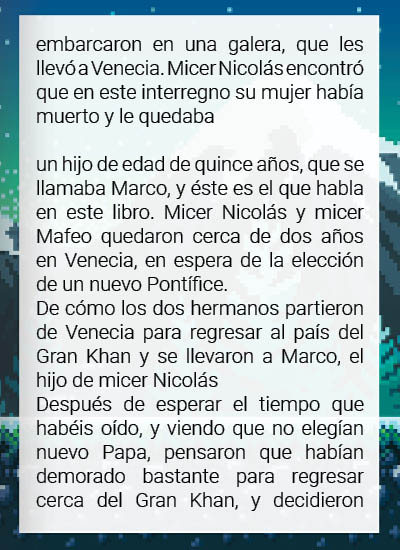 embarcaron en una galera, que les
llevó a Venecia. Micer Nicolás encontró
que en este interregno su mujer había
muerto y le quedaba
un hijo de edad de quince años, que se
llamaba Marco, y éste es el que habla
en este libro. Micer Nicolás y micer
Mafeo quedaron cerca de dos años
en Venecia, en espera de la elección
de un nuevo Pontífice.
De cómo los dos hermanos partieron
de Venecia para regresar al país del
Gran Khan y se llevaron a Marco, el
hijo de micer Nicolás
Después de esperar el tiempo que
habéis oído, y viendo que no elegían
nuevo Papa, pensaron que habían
demorado bastante para regresar
cerca del Gran Khan, y decidieron